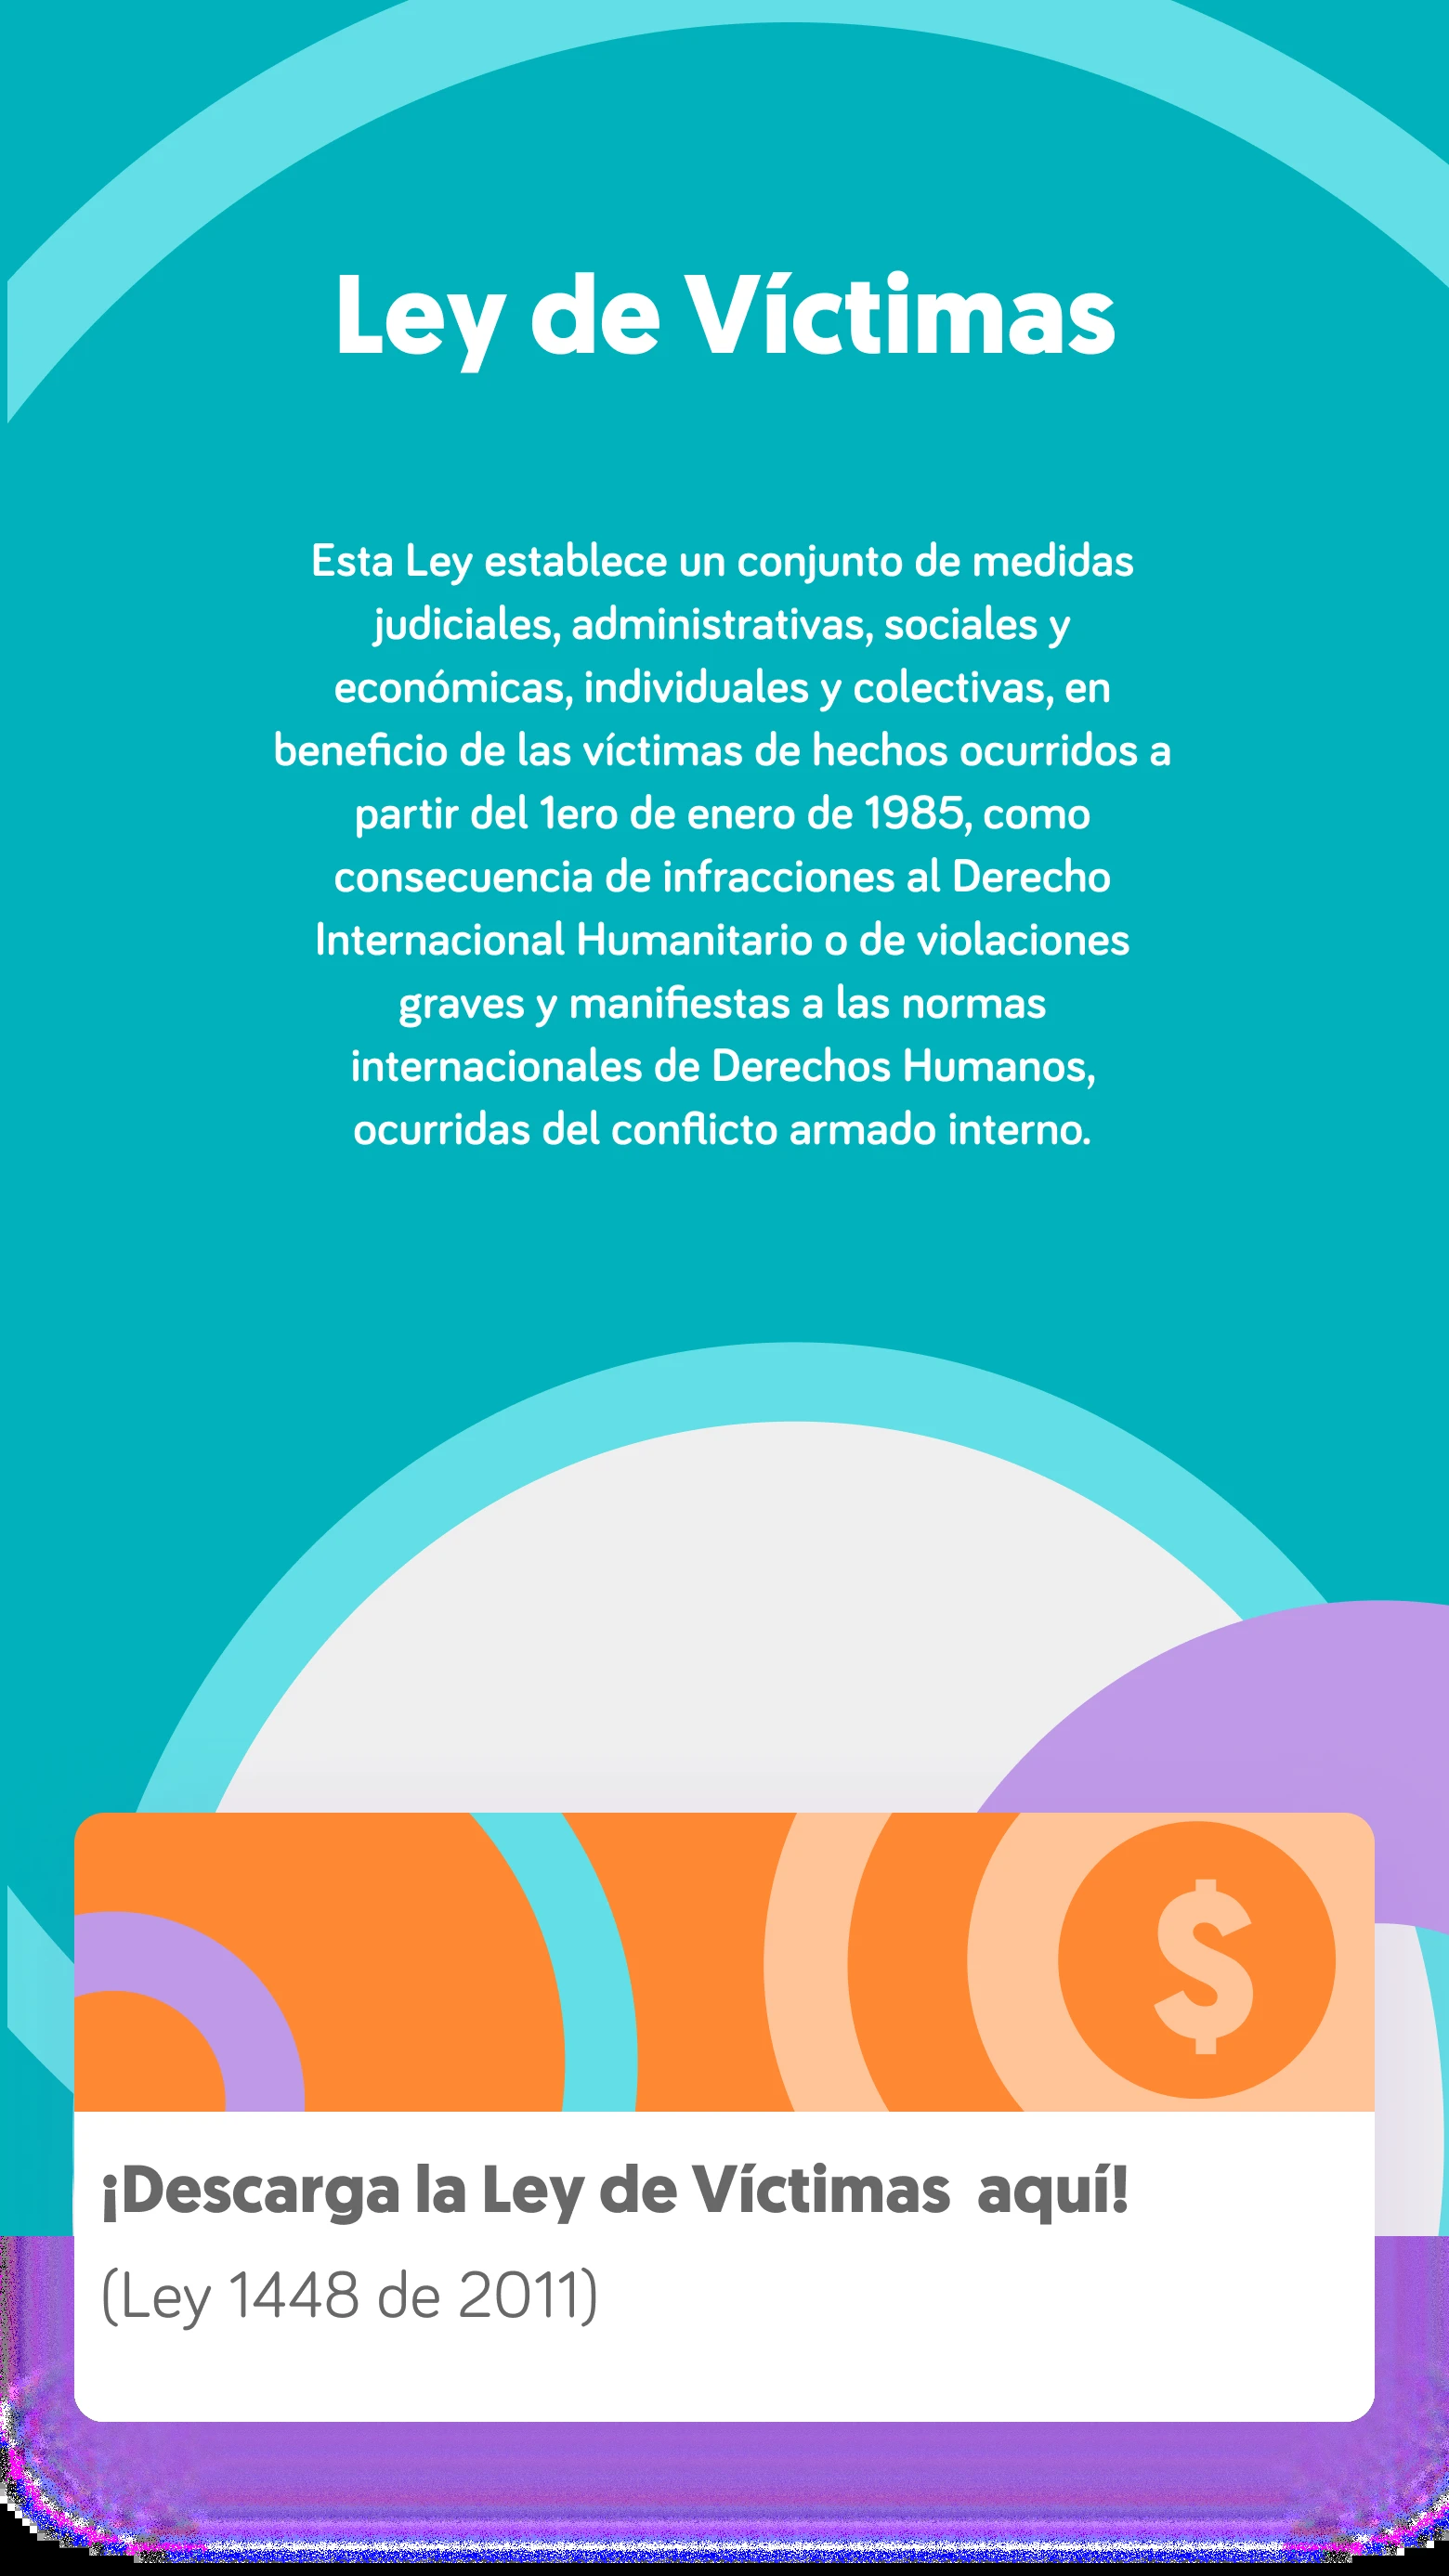 Ley de Víctimas
Esta Ley establece un conjunto de medidas
judiciales, administrativas, sociales y
económicas, individuales y colectivas, en
beneficio de las víctimas de hechos ocurridos a
partir del 1ero de enero de 1985, como
consecuencia de infracciones al Derecho
Internacional Humanitario o de violaciones
graves y manifiestas a las normas
internacionales de Derechos Humanos,
ocurridas del conflicto armado interno.
$
¡Descarga la Ley de Víctimas aquí!
(Ley 1448 de 2011)